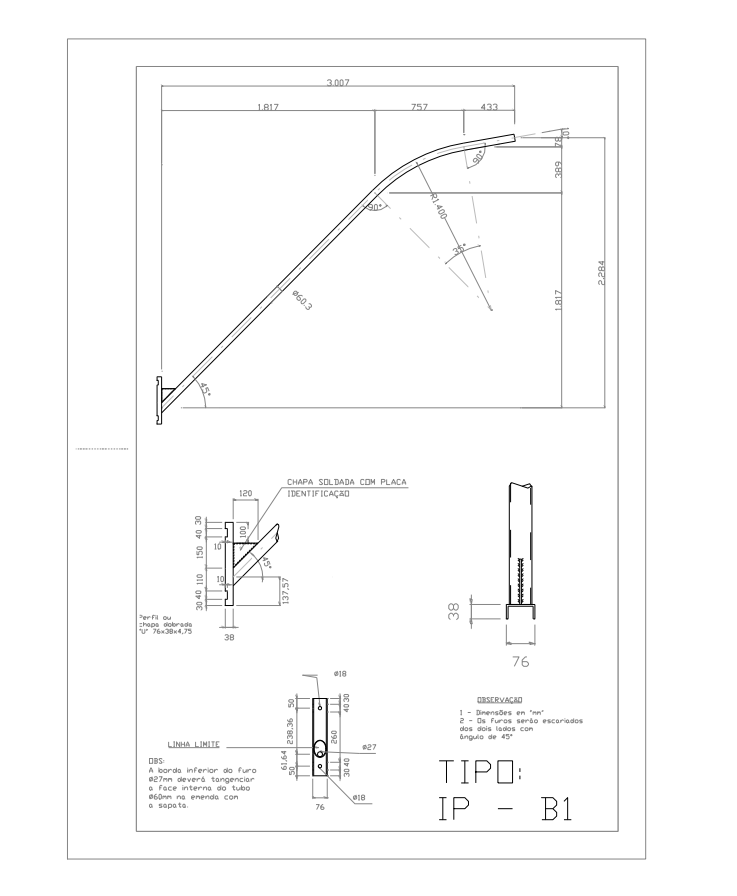 3.007
1.817 757 433
78,01
389
90°
90°
R1.400
35°
Ø60.3
2.284
1.817
45°
CHAPA SOLDADA COM PLACA
IDENTIFICAÇÃO
120
100
30
40
150
110
40
30
10
10
45°
137,57
38
Perfil ou
chapa dobrada
"U" 76x38x4,75
38
76
Ø18
50
238,36
61,64
50
30
40
260
40
30
Ø27
Ø18
76
LINHA LIMITE
OBS:
A borda inferior do furo
Ø27mm deverá tangenciar
a face interna do tubo
Ø60mm na emenda com
a sapata.
OBSERVAÇÃO
1 - Dimensões em "mm"
2 - Os furos serão escariados
dos dois lados com
ângulo de 45°
TIPO:
IP - B1